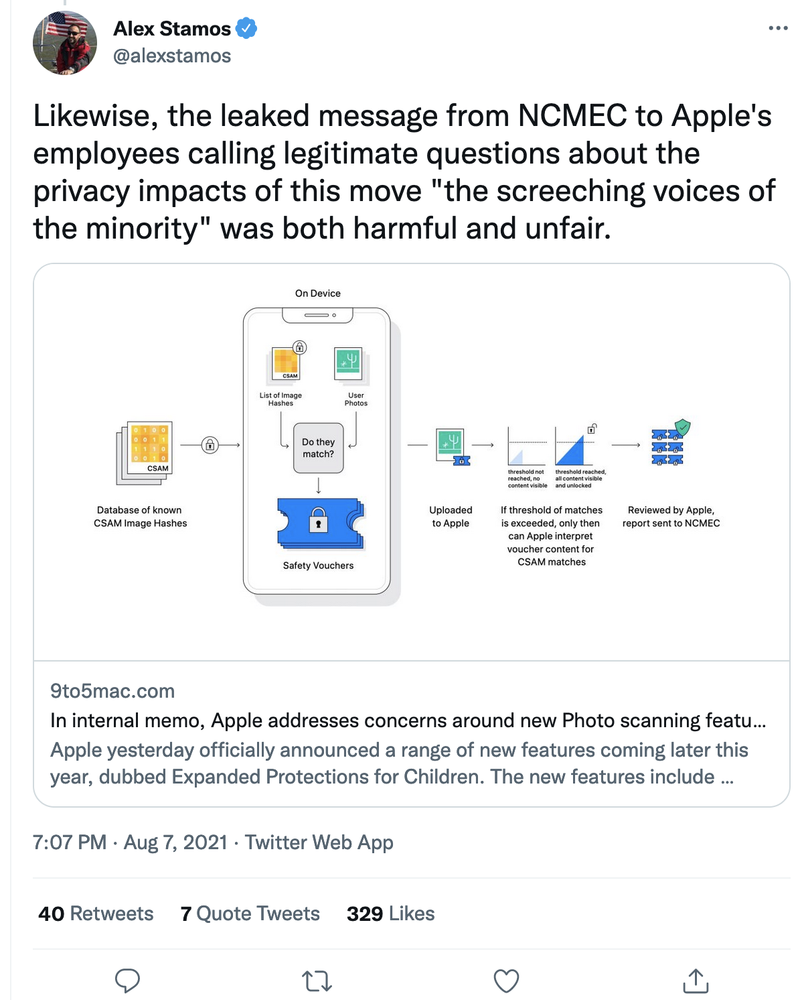 Alex Stamos
@alexstamos
Likewise, the leaked message from NCMEC to Apple's
employees calling legitimate questions about the
privacy impacts of this move "the screeching voices of
the minority" was both harmful and unfair.
On Device
CSAM
List of Image
Hashes
User
Photos
Do they
match?
Safety Vouchers
0 1 0 0
0 0 1 1
1 1 1 0
0 0 1 0
CSAM
Database of known
CSAM Image Hashes
Uploaded
to Apple
threshold not
reached, no
content visible
threshold reached,
all content visible
and unlocked
If threshold of matches
is exceeded, only then
can Apple interpret
voucher content for
CSAM matches
Reviewed by Apple,
report sent to NCMEC
9to5mac.com
In internal memo, Apple addresses concerns around new Photo scanning featu...
Apple yesterday officially announced a range of new features coming later this
year, dubbed Expanded Protections for Children. The new features include ...
7:07 PM · Aug 7, 2021 · Twitter Web App
40 Retweets 7 Quote Tweets 329 Likes